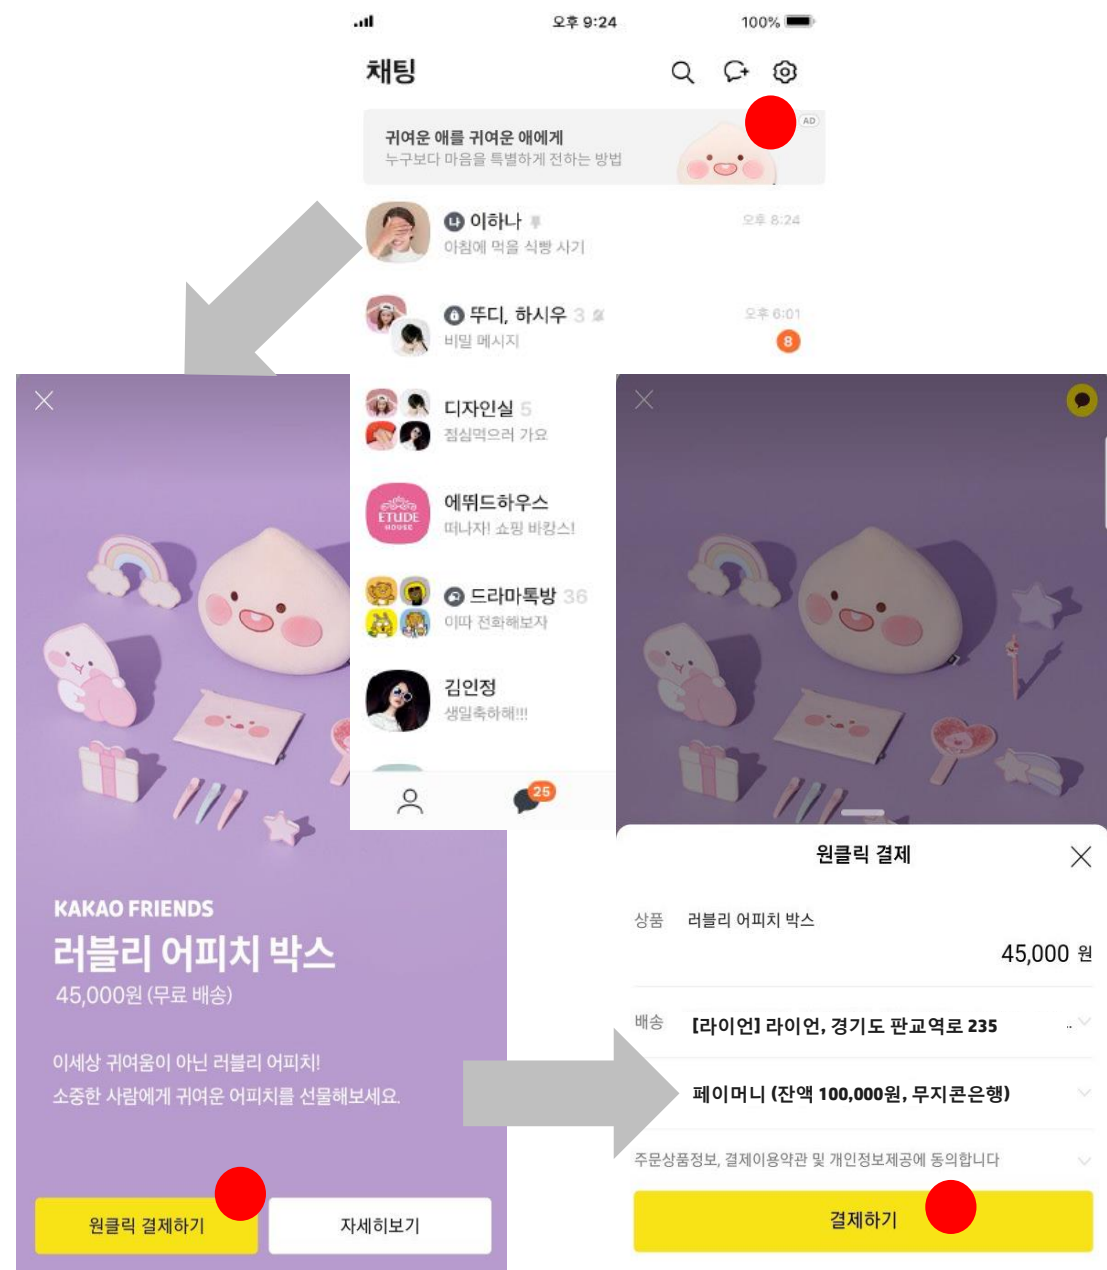 오후 9:24
100%
채팅
귀여운 애를 귀여운 애에게
누구보다 마음을 특별하게 전하는 방법
AD
나 이하나
오후 8:24
아침에 먹을 식빵 사기
뚜디, 하시우 3
오후 6:01
비밀 메시지
8
디자인실 5
점심먹으러 가요
ETUDE
HOUSE
에뛰드하우스
떠나자! 쇼핑 바캉스!
드라마톡방 36
이따 전화해보자
김인정
생일축하해!!!
25
KAKAO FRIENDS
러블리 어피치 박스
45,000원 (무료 배송)
이세상 귀여움이 아닌 러블리 어피치!
소중한 사람에게 귀여운 어피치를 선물해보세요.
원클릭 결제하기
자세히보기
원클릭 결제
상품 러블리 어피치 박스
45,000 원
배송 [라이언] 라이언, 경기도 판교역로 235 ..
페이머니 (잔액 100,000원, 무지콘은행)
주문상품정보, 결제이용약관 및 개인정보제공에 동의합니다
결제하기